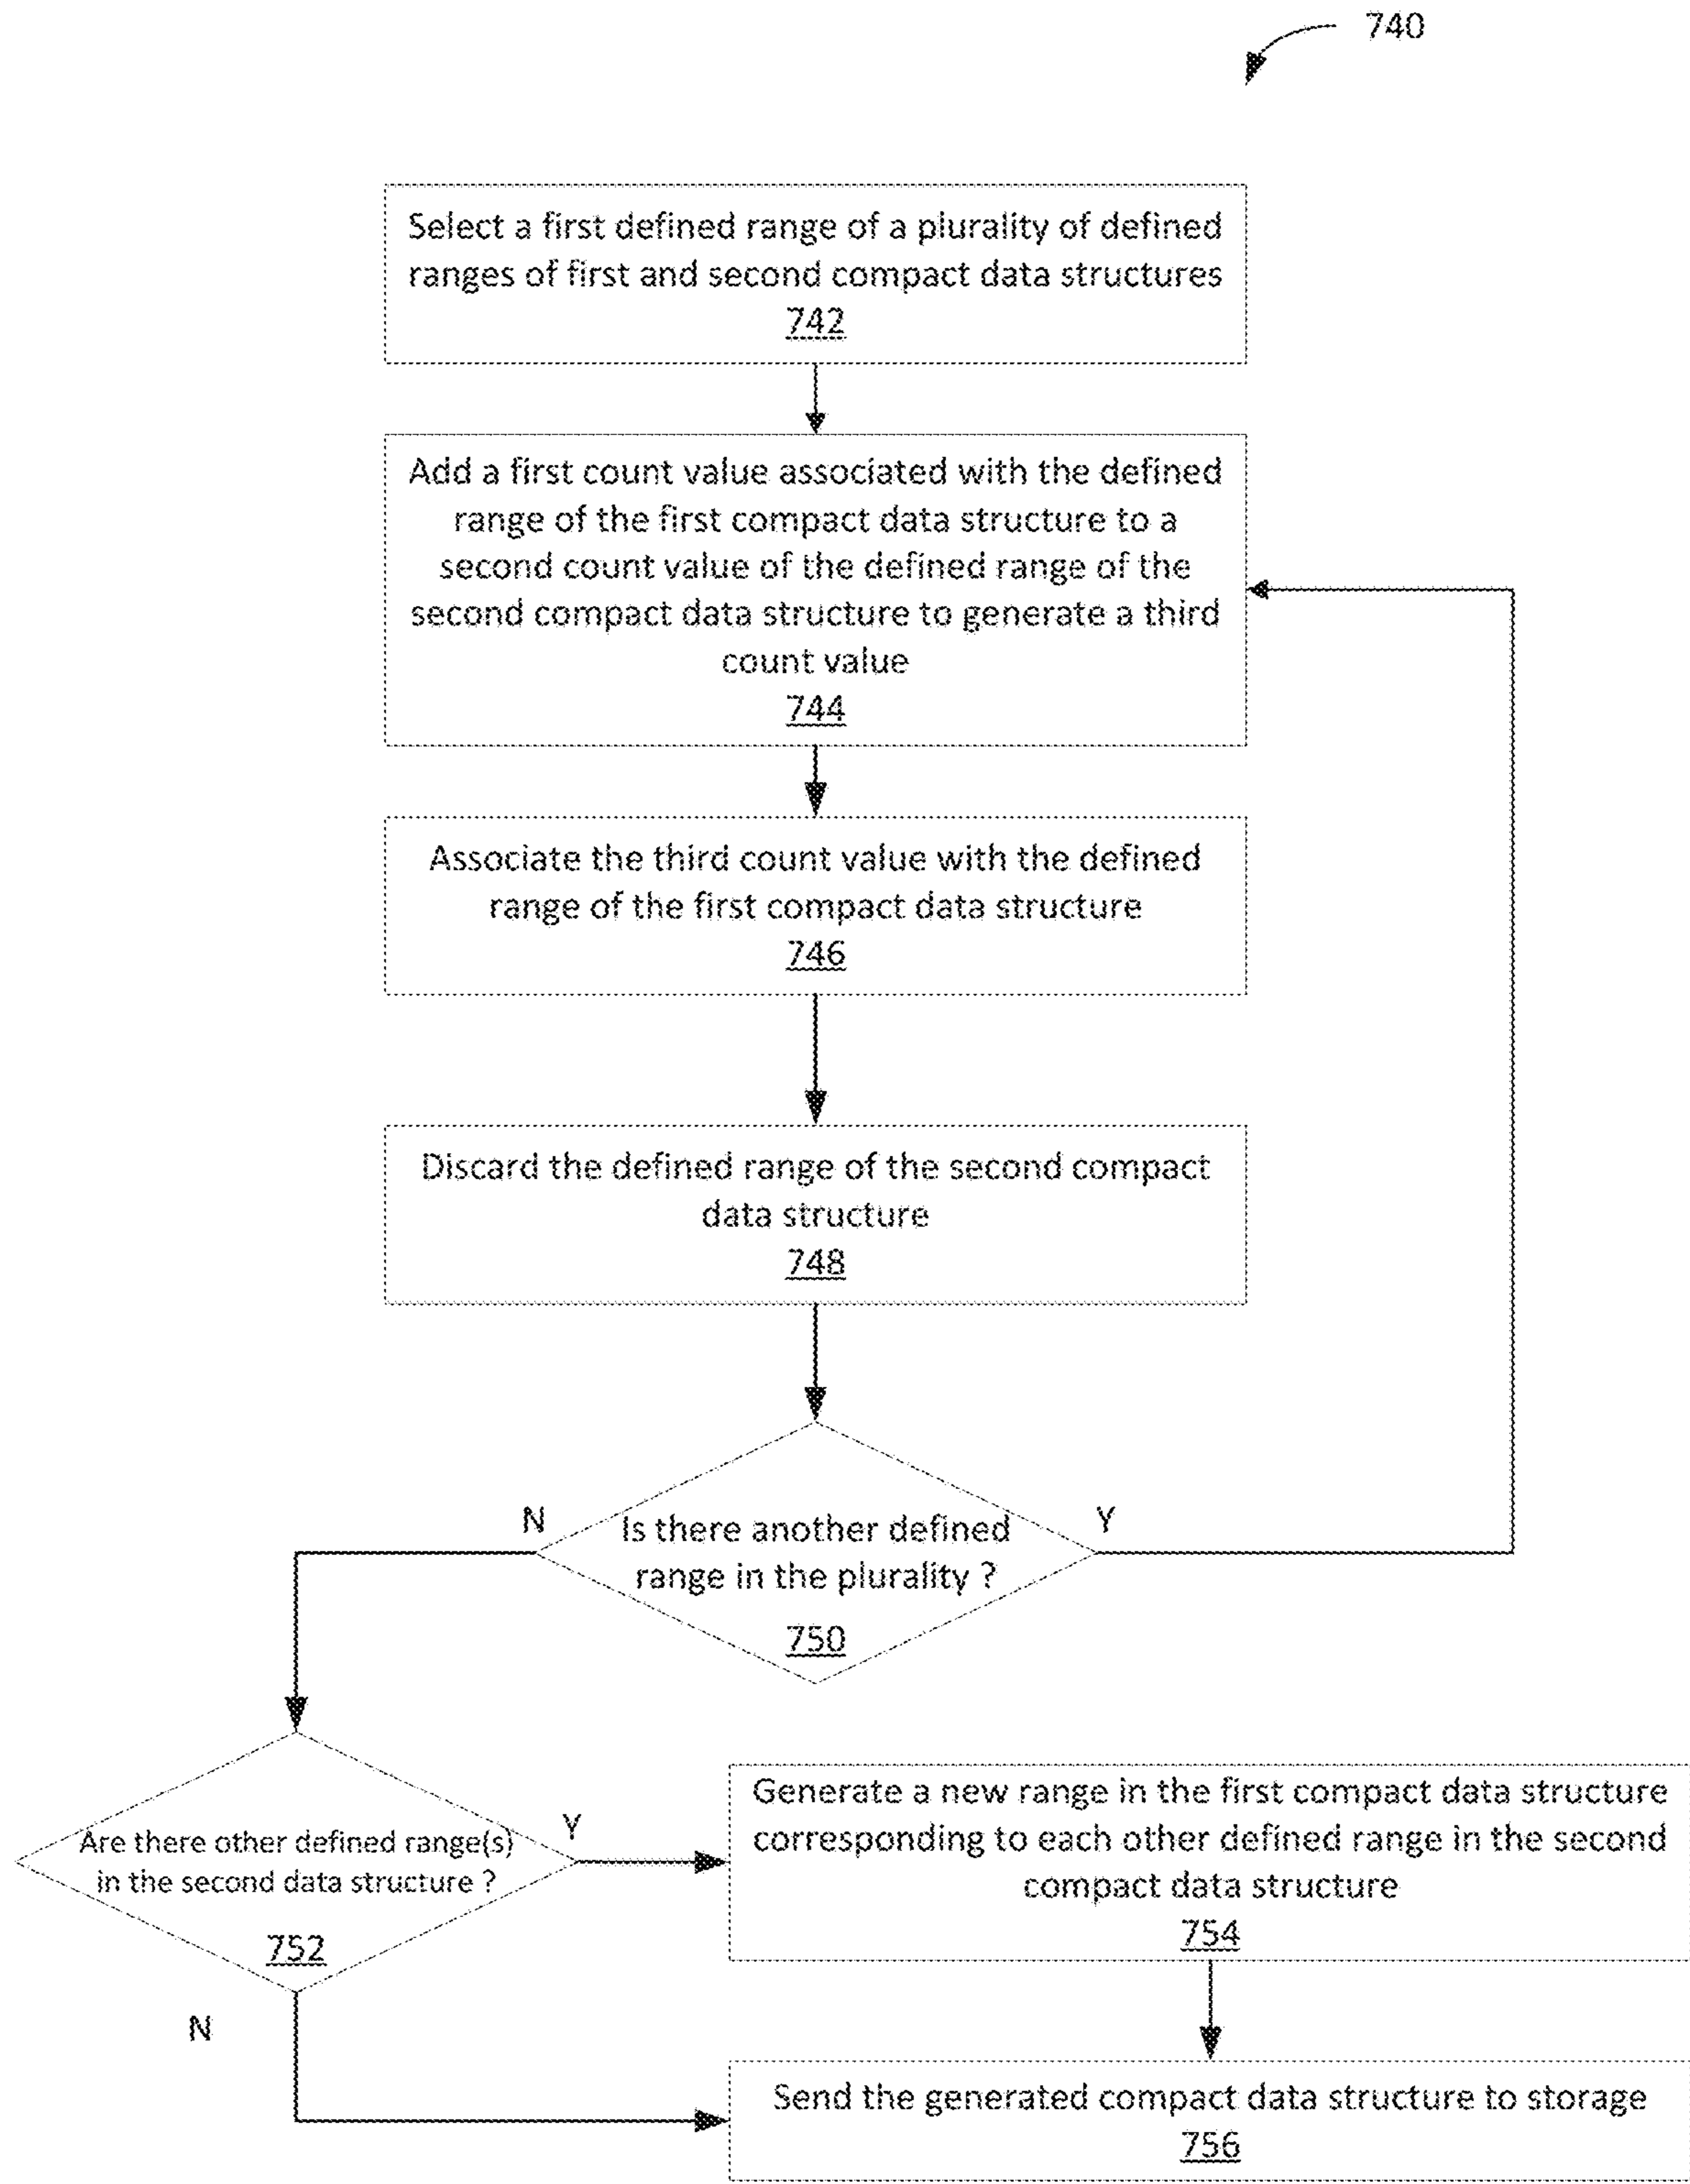 740
Select a first defined range of a plurality of defined
ranges of first and second compact data structures
742
Add a first count value associated with the defined
range of the first compact data structure to a
second count value of the defined range of the
second compact data structure to generate a third
count value
744
Associate the third count value with the defined
range of the first compact data structure
746
Discard the defined range of the second compact
data structure
748
N
Y
Is there another defined
range in the plurality ?
750
Are there other defined range(s)
in the second data structure ?
752
Y
N
Generate a new range in the first compact data structure
corresponding to each other defined range in the second
compact data structure
754
Send the generated compact data structure to storage
756